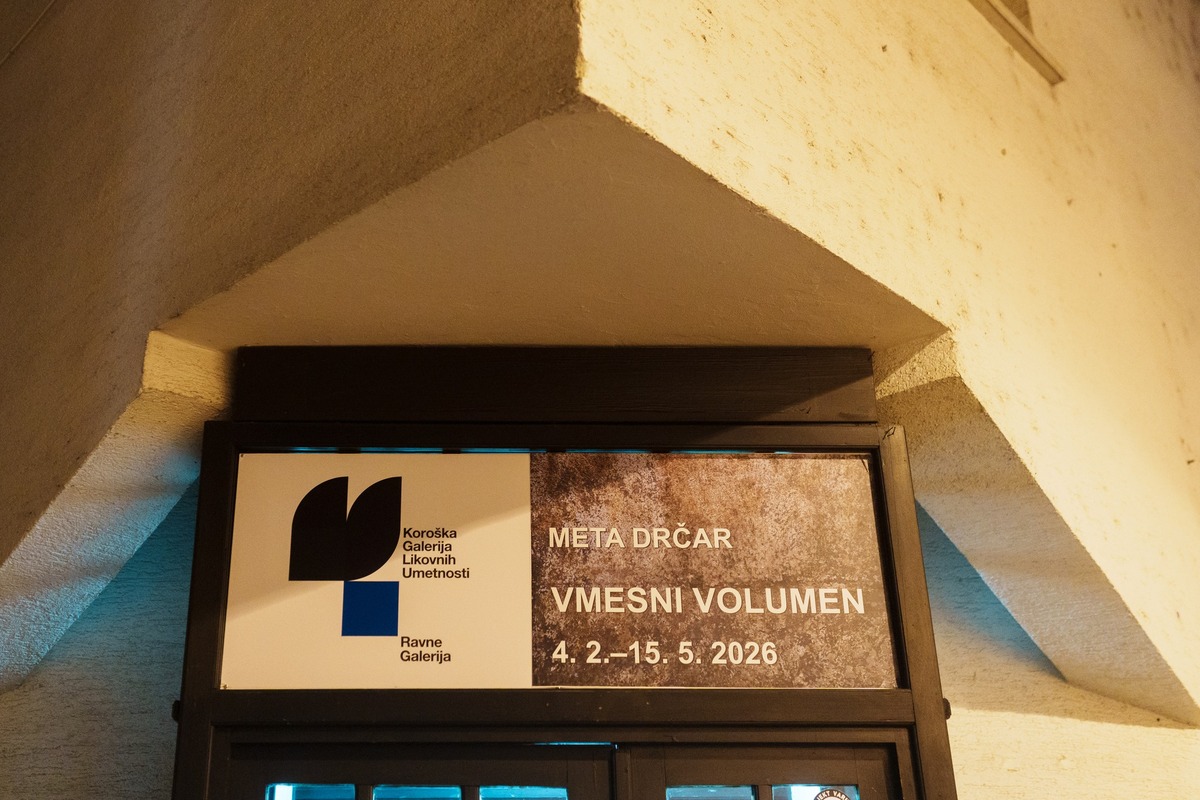 Koroška
Galerija
Likovnih
Umetnosti
Ravne
Galerija
META DRČAR
VMESNI VOLUMEN
4. 2.–15. 5. 2026